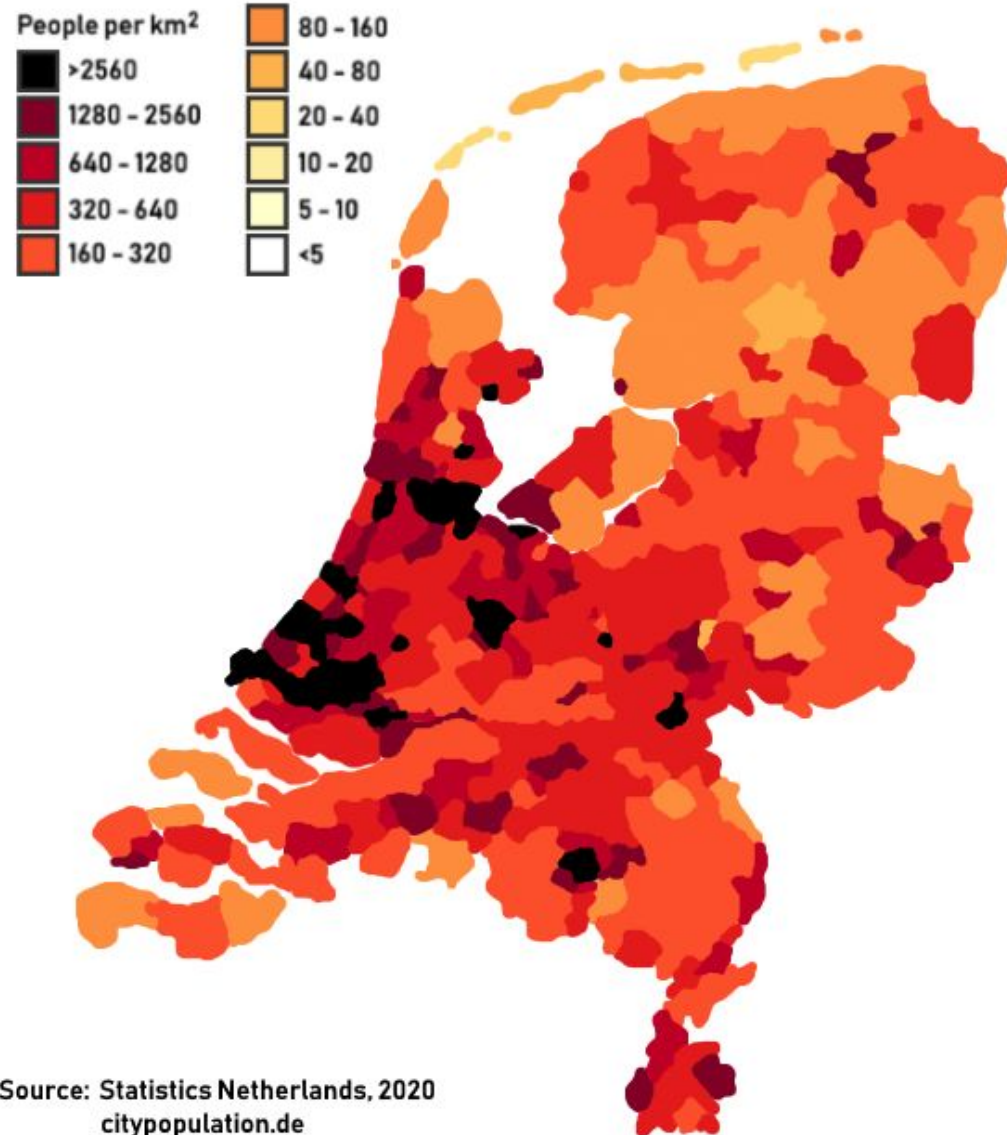 People per km²
>2560
1280 - 2560
640 - 1280
320 - 640
160 - 320
80 - 160
40 - 80
20 - 40
10 - 20
5 - 10
<5
Source: Statistics Netherlands, 2020
citypopulation.de